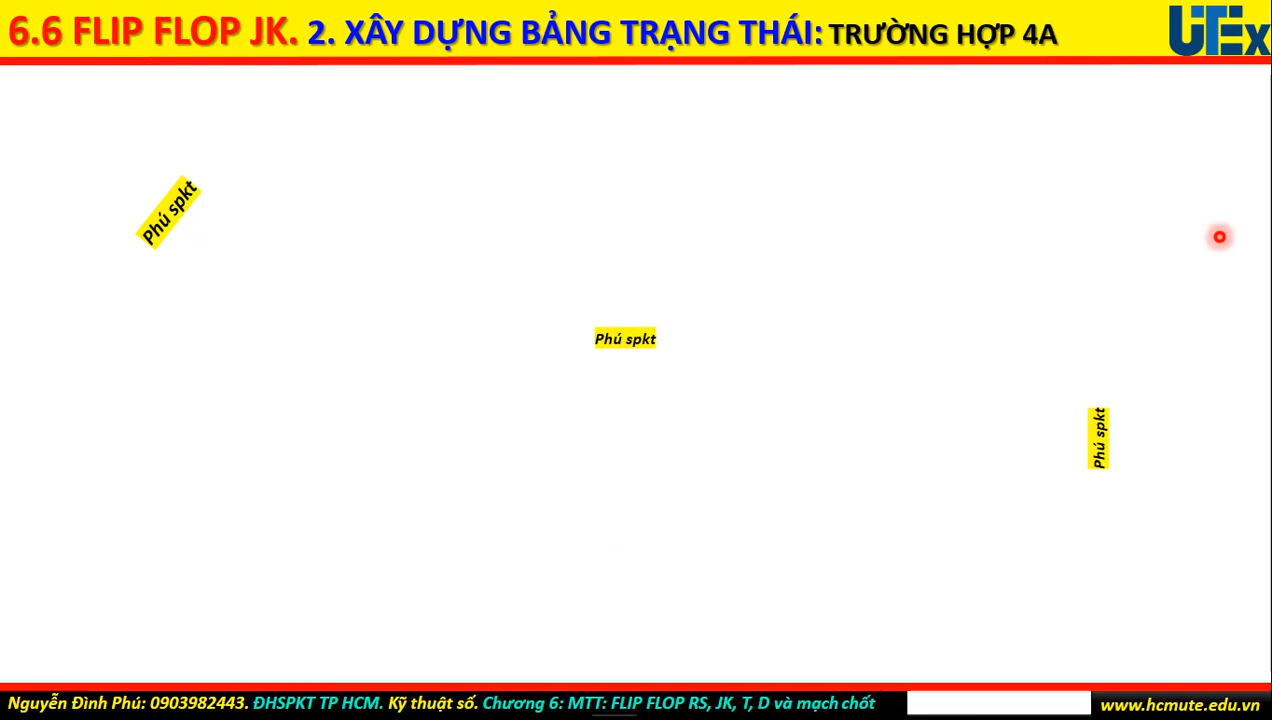 6.6 FLIP FLOP JK. 2. XÂY DỰNG BẢNG TRẠNG THÁI: TRƯỜNG HỢP 4A
UTEx
Phú spkt
Phú spkt
Phú spkt
Nguyễn Đình Phú: 0903982443. ĐHSPKT TP HCM. Kỹ thuật số. Chương 6: MTT: FLIP FLOP RS, JK, T, D và mạch chốt
www.hcmute.edu.vn